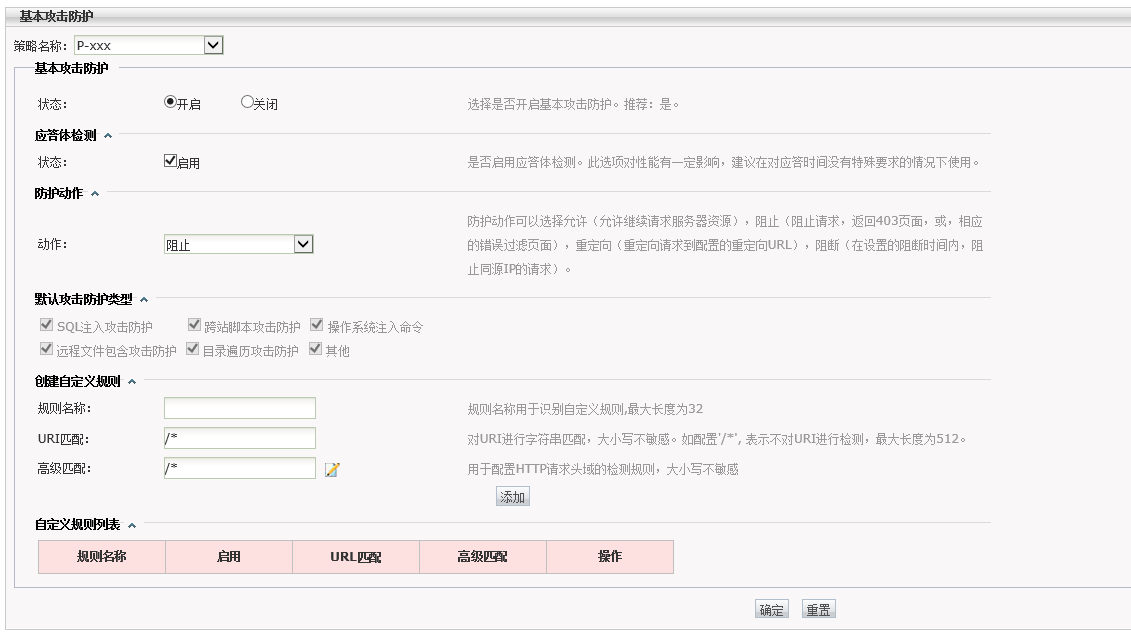 基本攻击防护
策略名称： P-xxx
基本攻击防护
状态： 开启 关闭 选择是否开启基本攻击防护。推荐：是。
应答体检测
状态： 启用 是否启用应答体检测。此选项对性能有一定影响，建议在对应答时间没有特殊要求的情况下使用。
防护动作
防护动作可以选择允许（允许继续请求服务器资源），阻止（阻止请求，返回403页面，或，相应
动作： 阻止 的错误过滤页面），重定向（重定向请求到配置的重定向URL），阻断（在设置的阻断时间内，阻
止同源IP的请求）。
默认攻击防护类型
SQL注入攻击防护 跨站脚本攻击防护 操作系统注入命令
远程文件包含攻击防护 目录遍历攻击防护 其他
创建自定义规则
规则名称： 规则名称用于识别自定义规则,最大长度为32
URI匹配： /* 对URI进行字符串匹配，大小写不敏感。如配置'/*', 表示不对URI进行检测，最大长度为512。
高级匹配： /* 用于配置HTTP请求头域的检测规则，大小写不敏感
添加
自定义规则列表
规则名称 启用 URL匹配 高级匹配 操作
确定 重置